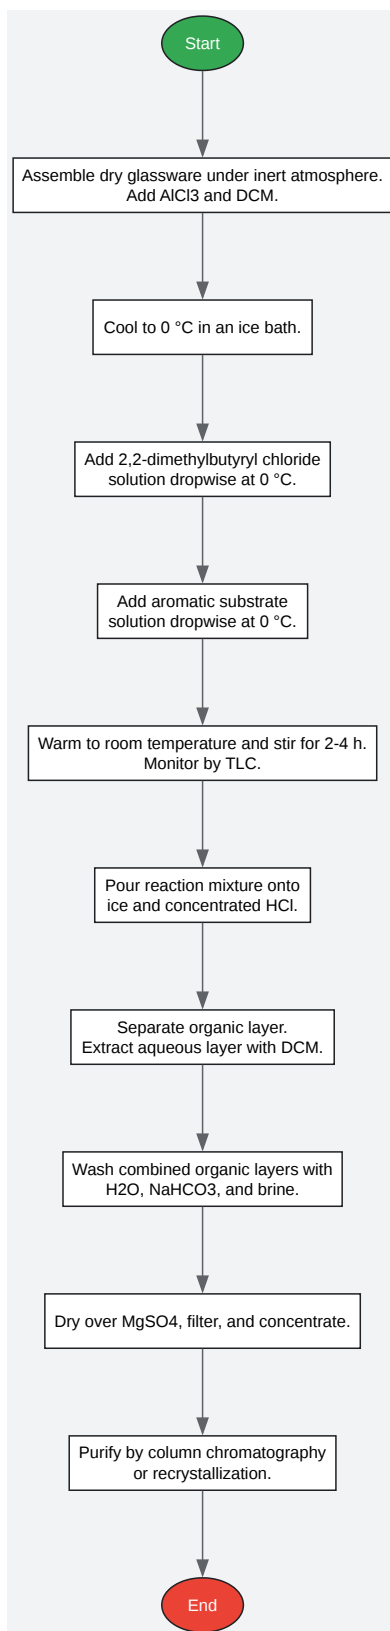 Start
Assemble dry glassware under inert atmosphere.
Add AlCl3 and DCM.
Cool to 0 °C in an ice bath.
Add 2,2-dimethylbutyryl chloride
solution dropwise at 0 °C.
Add aromatic substrate
solution dropwise at 0 °C.
Warm to room temperature and stir for 2-4 h.
Monitor by TLC.
Pour reaction mixture onto
ice and concentrated HCl.
Separate organic layer.
Extract aqueous layer with DCM.
Wash combined organic layers with
H2O, NaHCO3, and brine.
Dry over MgSO4, filter, and concentrate.
Purify by column chromatography
or recrystallization.
End